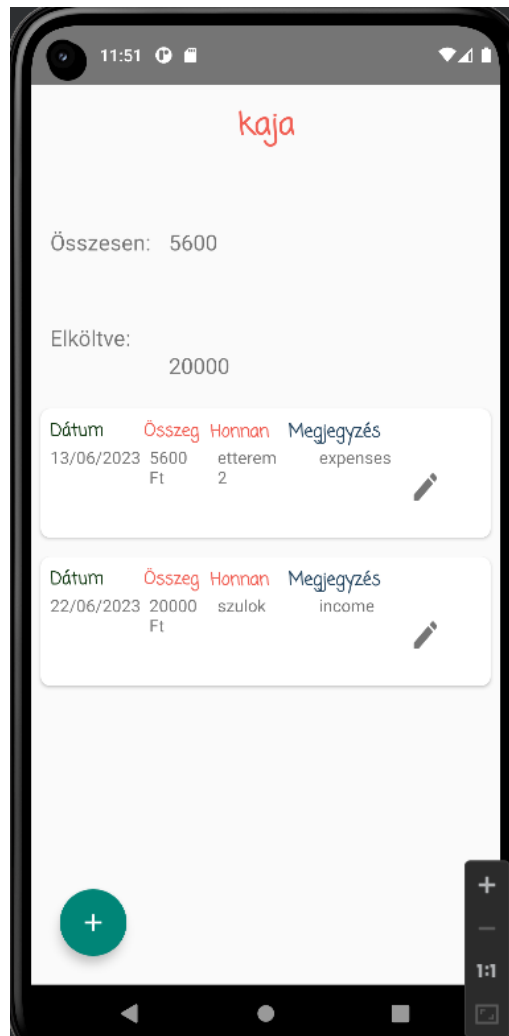 11:51
kaja
Összesen: 5600
Elköltve:
20000
Dátum Összeg Honnan Megjegyzés
13/06/2023 5600 etterem expenses
Ft 2
Dátum Összeg Honnan Megjegyzés
22/06/2023 20000 szulok income
Ft
+
1:1